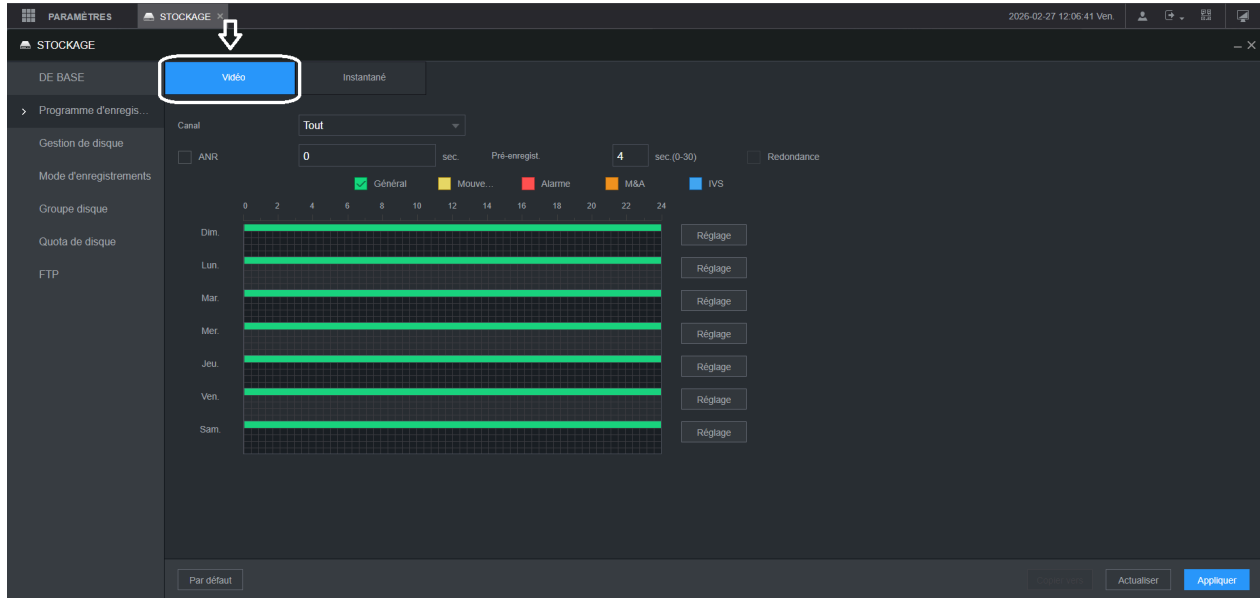 PARAMÈTRES STOCKAGE × 2026-02-27 12:06:41 Ven.
STOCKAGE
DE BASE Vidéo Instantané
Programme d'enregis...
Canal Tout
Gestion de disque
ANR 0 sec. Pré-enregist. 4 sec.(0-30) Redondance
Mode d'enregistrements
Général Mouve... Alarme M&A IVS
Groupe disque
0 2 4 6 8 10 12 14 16 18 20 22 24
Dim. Réglage
Quota de disque
Lun. Réglage
FTP
Mar. Réglage
Mer. Réglage
Jeu. Réglage
Ven. Réglage
Sam. Réglage
Par défaut Actualiser Appliquer